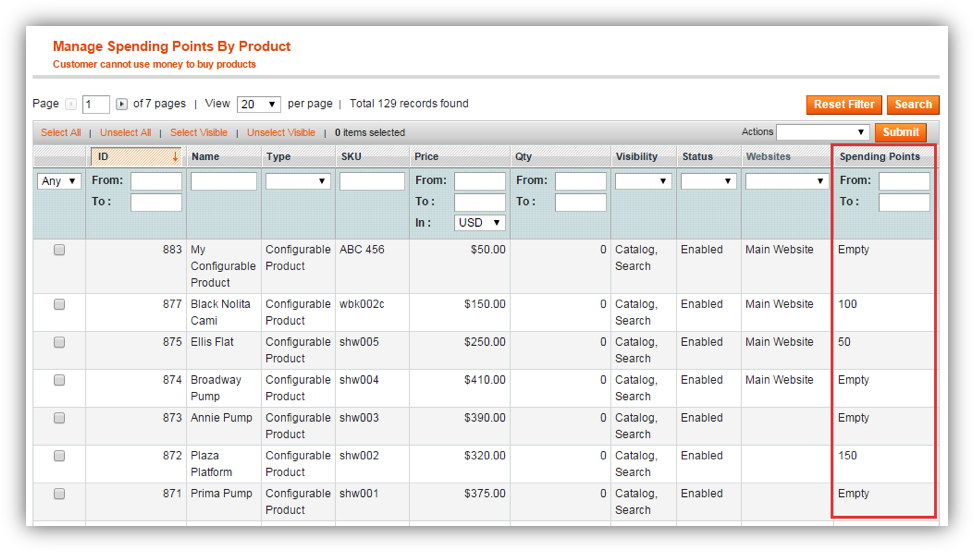 Manage Spending Points By Product
Customer cannot use money to buy products
Page 1 of 7 pages | View 20 per page | Total 129 records found Reset Filter Search
Select All | Unselect All | Select Visible | Unselect Visible | 0 items selected Actions Submit
ID Name Type SKU Price Qty Visibility Status Websites Spending Points
Any From: From: From: From:
To : To : To : To :
In : USD
883 My Configurable ABC 456 $50.00 0 Catalog, Enabled Main Website Empty
Configurable Product Search
Product
877 Black Nolita Configurable wbk002c $150.00 0 Catalog, Enabled Main Website 100
Cami Product Search
875 Ellis Flat Configurable shw005 $250.00 0 Catalog, Enabled Main Website 50
Product Search
874 Broadway Configurable shw004 $410.00 0 Catalog, Enabled Main Website Empty
Pump Product Search
873 Annie Pump Configurable shw003 $390.00 0 Catalog, Enabled Empty
Product Search
872 Plaza Configurable shw002 $320.00 0 Catalog, Enabled 150
Platform Product Search
871 Prima Pump Configurable shw001 $375.00 0 Catalog, Enabled Empty
Product Search